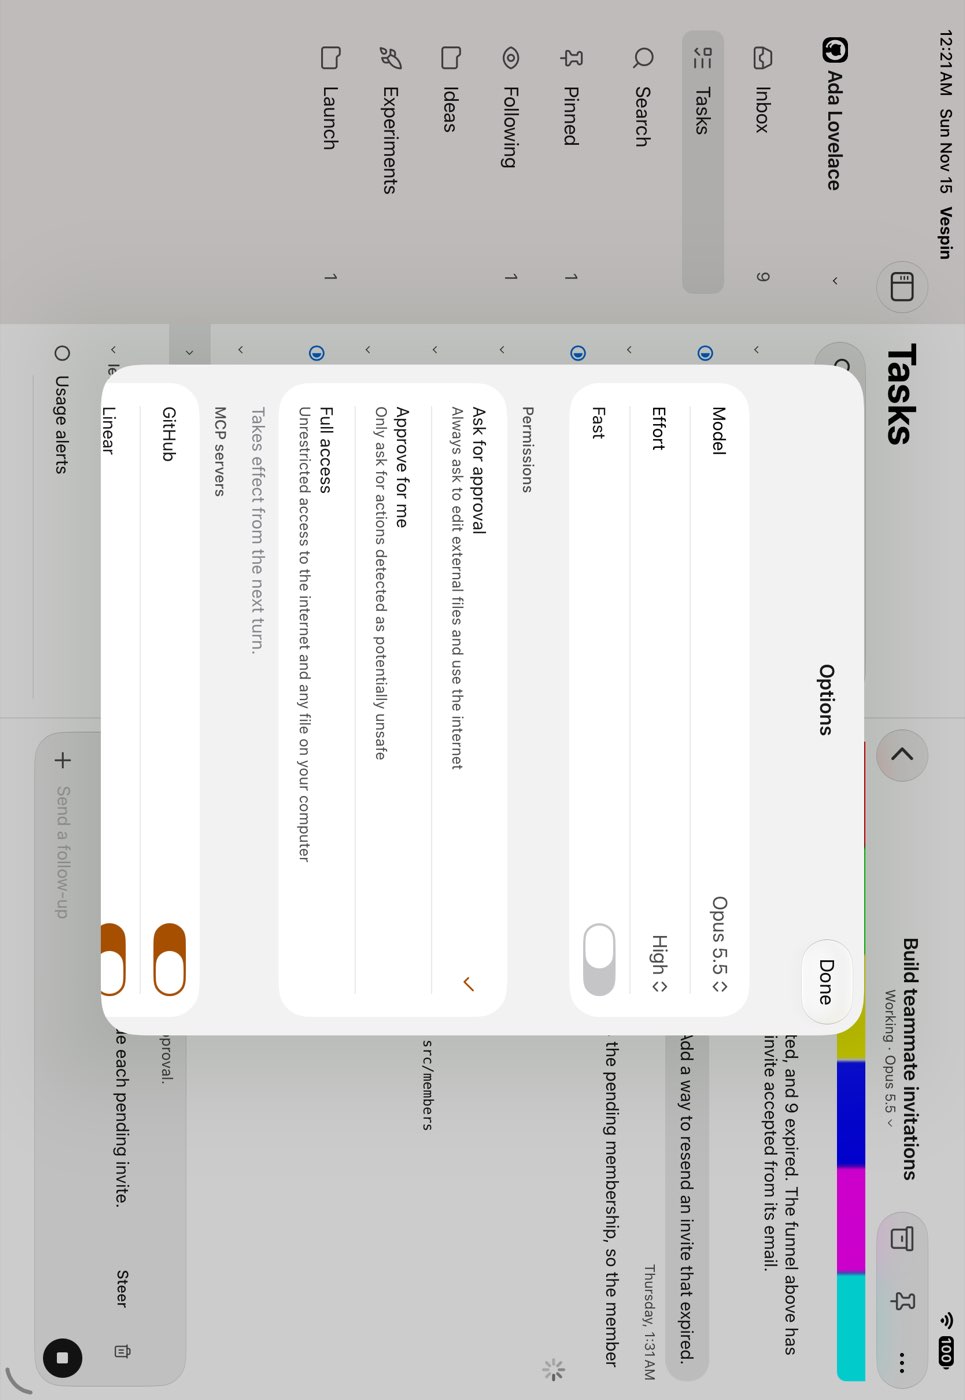 12:21 AM Sun Nov 15 Vespin
100
Ada Lovelace
Inbox 9
Tasks
Search
Pinned 1
Following 1
Ideas
Experiments
Launch 1
Tasks
Usage alerts
Build teammate invitations
Working · Opus 5.5
and 9 expired. The funnel above has
invite accepted from its email.
Add a way to resend an invite that expired.
Thursday, 1:31 AM
the pending membership, so the member
src/members
each pending invite.
Steer
Send a follow-up
Options
Done
Model
Opus 5.5
Effort
High
Fast
Permissions
Ask for approval
Always ask to edit external files and use the internet
Approve for me
Only ask for actions detected as potentially unsafe
Full access
Unrestricted access to the internet and any file on your computer
Takes effect from the next turn.
MCP servers
GitHub
Linear